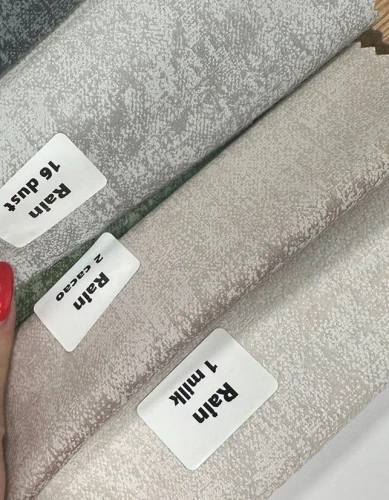 Rain
16 dust
Rain
2 cacao
Rain
1 milk